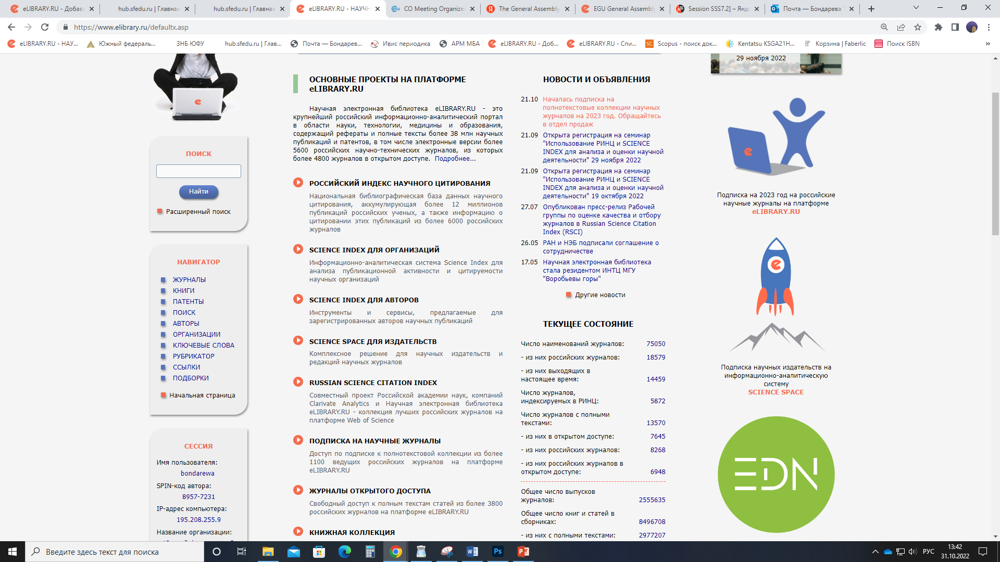 eLIBRARY.RU - Добав
hub.sfedu.ru | Главная
hub.sfedu.ru | Главная
eLIBRARY.RU - НАУЧН
CO Meeting Organizer
The General Assembly
EGU General Assembly
Session SSS7.2] – Янде
Почта — Бондарева Т
https://www.elibrary.ru/defaultx.asp
eLIBRARY.RU - НАУ...
Южный федераль...
ЗНБ ЮФУ
hub.sfedu.ru | Глав...
Почта — Бондарев...
Ивис периодика
АРМ МБА
eLIBRARY.RU - Доб...
eLIBRARY.RU - Спи...
Scopus - поиск док...
Kentatsu KSGA21H...
Корзина | Faberlic
Поиск ISBN
»
ПОИСК
Найти
Расширенный поиск
НАВИГАТОР
ЖУРНАЛЫ
КНИГИ
ПАТЕНТЫ
ПОИСК
АВТОРЫ
ОРГАНИЗАЦИИ
КЛЮЧЕВЫЕ СЛОВА
РУБРИКАТОР
ССЫЛКИ
ПОДБОРКИ
Начальная страница
СЕССИЯ
Имя пользователя:
bondarewa
SPIN-код автора:
8957-7231
IP-адрес компьютера:
195.208.255.9
Название организации:
ОСНОВНЫЕ ПРОЕКТЫ НА ПЛАТФОРМЕ
eLIBRARY.RU
Научная электронная библиотека eLIBRARY.RU - это
крупнейший российский информационно-аналитический портал
в области науки, технологии, медицины и образования,
содержащий рефераты и полные тексты более 38 млн научных
публикаций и патентов, в том числе электронные версии более
5600 российских научно-технических журналов, из которых
более 4800 журналов в открытом доступе. Подробнее...
РОССИЙСКИЙ ИНДЕКС НАУЧНОГО ЦИТИРОВАНИЯ
Национальная библиографическая база данных научного
цитирования, аккумулирующая более 12 миллионов
публикаций российских ученых, а также информацию о
цитировании этих публикаций из более 6000 российских
журналов
SCIENCE INDEX ДЛЯ ОРГАНИЗАЦИЙ
Информационно-аналитическая система Science Index для
анализа публикационной активности и цитируемости
научных организаций
SCIENCE INDEX ДЛЯ АВТОРОВ
Инструменты и сервисы, предлагаемые для
зарегистрированных авторов научных публикаций
SCIENCE SPACE ДЛЯ ИЗДАТЕЛЬСТВ
Комплексное решение для научных издательств и
редакций научных журналов
RUSSIAN SCIENCE CITATION INDEX
Совместный проект Российской академии наук, компаний
Clarivate Analytics и Научная электронная библиотека
eLIBRARY.RU - коллекция лучших российских журналов на
платформе Web of Science
ПОДПИСКА НА НАУЧНЫЕ ЖУРНАЛЫ
Доступ по подписке к полнотекстовой коллекции из более
1100 ведущих российских журналов на платформе
eLIBRARY.RU
ЖУРНАЛЫ ОТКРЫТОГО ДОСТУПА
Свободный доступ к полным текстам статей из более 3800
российских журналов на платформе eLIBRARY.RU
КНИЖНАЯ КОЛЛЕКЦИЯ
НОВОСТИ И ОБЪЯВЛЕНИЯ
21.10 Началась подписка на
полнотекстовые коллекции научных
журналов на 2023 год. Обращайтесь
в отдел продаж
21.09 Открыта регистрация на семинар
"Использование РИНЦ и SCIENCE
INDEX для анализа и оценки научной
деятельности" 29 ноября 2022
21.09 Открыта регистрация на семинар
"Использование РИНЦ и SCIENCE
INDEX для анализа и оценки научной
деятельности" 19 октября 2022
27.07 Опубликован пресс-релиз Рабочей
группы по оценке качества и отбору
журналов в Russian Science Citation
Index (RSCI)
26.05 РАН и НЭБ подписали соглашение о
сотрудничестве
17.05 Научная электронная библиотека
стала резидентом ИНТЦ МГУ
"Воробьевы горы"
Другие новости
ТЕКУЩЕЕ СОСТОЯНИЕ
Число наименований журналов: 75050
- из них российских журналов: 18579
- из них выходящих в
настоящее время: 14459
Число журналов,
индексируемых в РИНЦ: 5872
Число журналов с полными
текстами: 13570
- из них в открытом доступе: 7645
- из них российских журналов: 8268
- из них российских журналов в
открытом доступе: 6948
Общее число выпусков
журналов: 2555635
Общее число книг и статей в
сборниках: 8496708
- из них с полными текстами: 2977207
29 ноября 2022
Подписка на 2023 год на российские
научные журналы на платформе
eLIBRARY.RU
Подписка научных издательств на
информационно-аналитическую
систему
SCIENCE SPACE
EDN
Введите здесь текст для поиска
РУС
13:42
31.10.2022